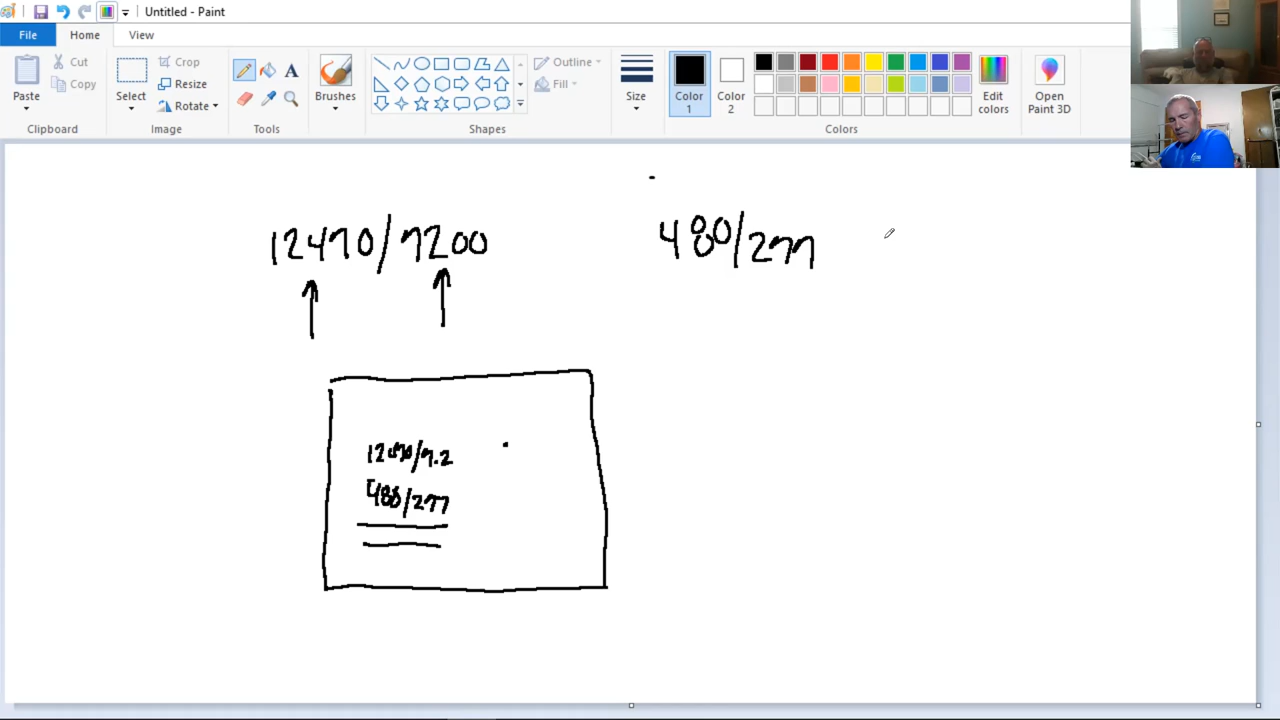 Untitled - Paint
File Home View
Paste
Cut
Copy
Clipboard
Select
Crop
Resize
Rotate
Image
A
Tools
Brushes
Shapes
Outline
Fill
Size
Color 1
Color 2
Colors
Edit colors
Open Paint 3D
12470/7200
480/277
480/277